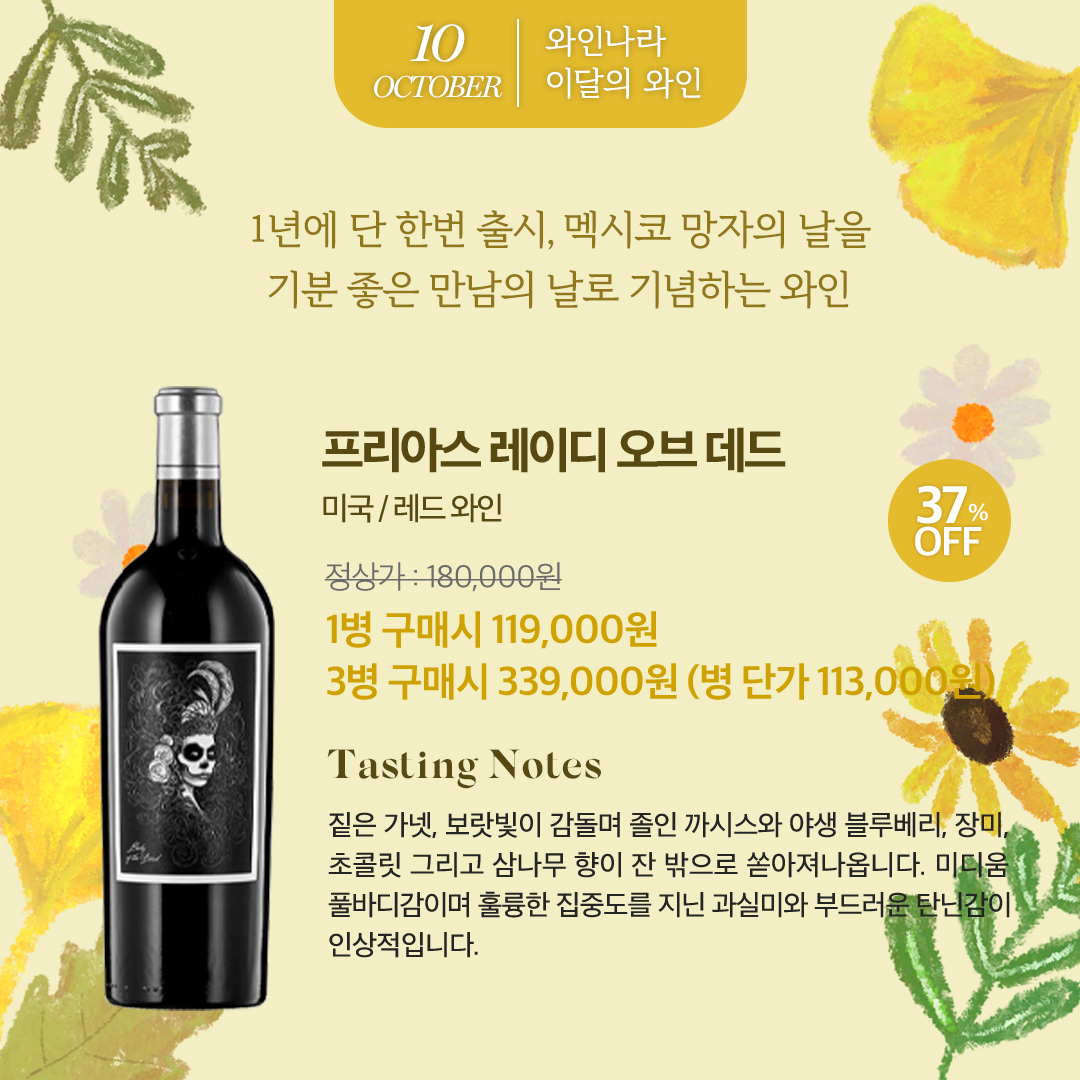 10
OCTOBER
와인나라
이달의 와인
1년에 단 한번 출시, 멕시코 망자의 날을
기분 좋은 만남의 날로 기념하는 와인
프리아스 레이디 오브 데드
미국 / 레드 와인
37%
OFF
정상가 : 180,000원
1병 구매시 119,000원
3병 구매시 339,000원 (병 단가 113,000원)
Tasting Notes
짙은 가넷, 보랏빛이 감돌며 졸인 까시스와 야생 블루베리, 장미,
초콜릿 그리고 삼나무 향이 잔 밖으로 쏟아져나옵니다. 미디움
풀바디감이며 훌륭한 집중도를 지닌 과실미와 부드러운 탄닌감이
인상적입니다.
Lady
of the Dead